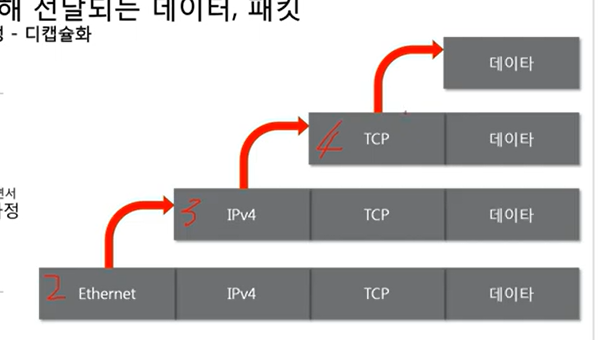 해 전달되는 데이터, 패킷
- 디캡슐화
데이타
4 TCP 데이타
면서
3 IPv4 TCP 데이타
과정
2 Ethernet IPv4 TCP 데이타